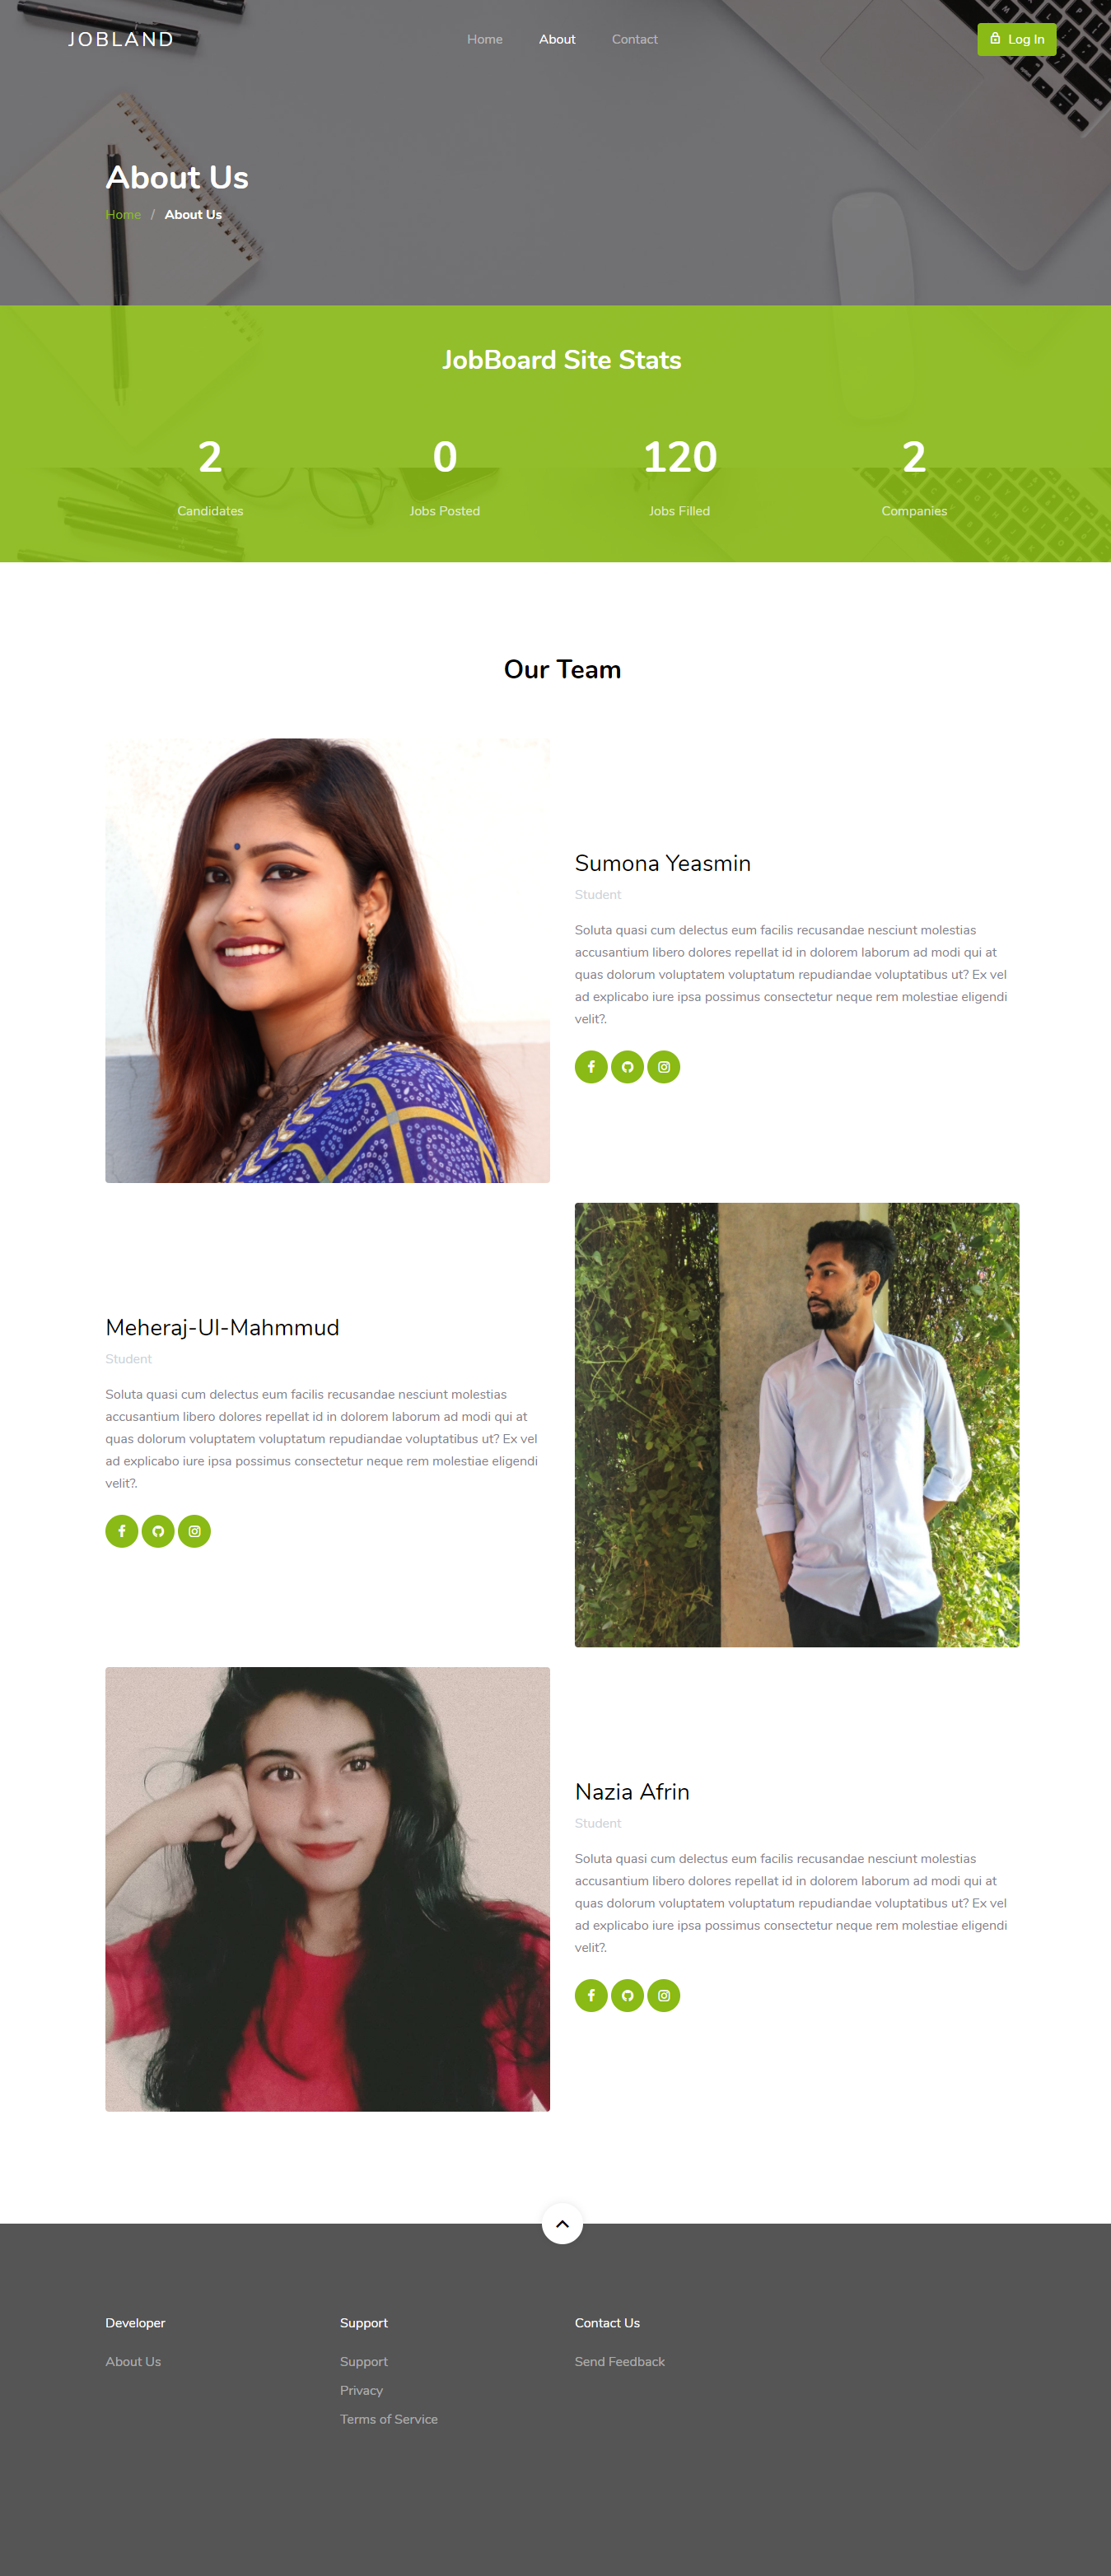 JOBLAND
Home About Contact
Log In
About Us
Home / About Us
JobBoard Site Stats
2 0 120 2
Candidates Jobs Posted Jobs Filled Companies
Our Team
Sumona Yeasmin
Student
Soluta quasi cum delectus eum facilis recusandae nesciunt molestias
accusantium libero dolores repellat id in dolorem laborum ad modi qui at
quas dolorum voluptatem voluptatum repudiandae voluptatibus ut? Ex vel
ad explicabo iure ipsa possimus consectetur neque rem molestiae eligendi
velit?.
Meheraj-Ul-Mahmmud
Student
Soluta quasi cum delectus eum facilis recusandae nesciunt molestias
accusantium libero dolores repellat id in dolorem laborum ad modi qui at
quas dolorum voluptatem voluptatum repudiandae voluptatibus ut? Ex vel
ad explicabo iure ipsa possimus consectetur neque rem molestiae eligendi
velit?.
Nazia Afrin
Student
Soluta quasi cum delectus eum facilis recusandae nesciunt molestias
accusantium libero dolores repellat id in dolorem laborum ad modi qui at
quas dolorum voluptatem voluptatum repudiandae voluptatibus ut? Ex vel
ad explicabo iure ipsa possimus consectetur neque rem molestiae eligendi
velit?.
Developer
About Us
Support
Support
Privacy
Terms of Service
Contact Us
Send Feedback